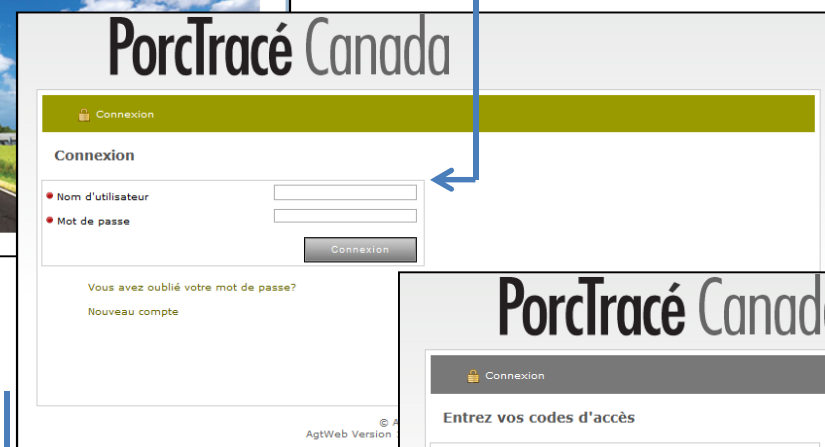 PorcTracé Canada
Connexion
Connexion
Nom d'utilisateur
Mot de passe
Connexion
Vous avez oublié votre mot de passe?
Nouveau compte
©
AgtWeb Version
PorcTracé Canad
Connexion
Entrez vos codes d'accès